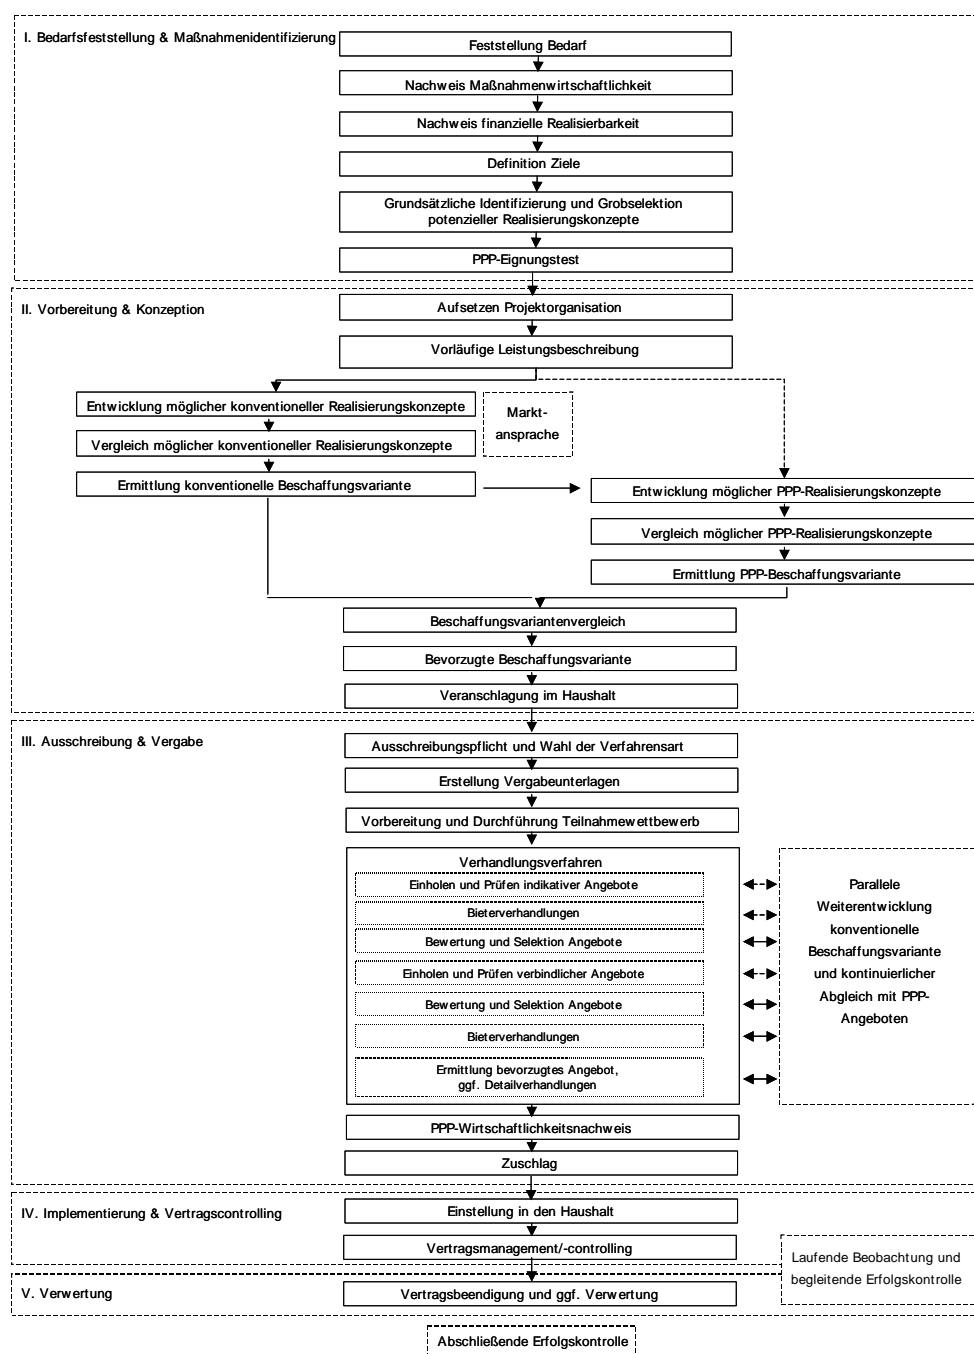 I. Bedarfsfeststellung & Maßnahmenidentifizierung
Feststellung Bedarf
Nachweis Maßnahmenwirtschaftlichkeit
Nachweis finanzielle Realisierbarkeit
Definition Ziele
Grundsätzliche Identifizierung und Grobselektion
potenzieller Realisierungskonzepte
PPP-Eignungstest
II. Vorbereitung & Konzeption
Aufsetzen Projektorganisation
Vorläufige Leistungsbeschreibung
Entwicklung möglicher konventioneller Realisierungskonzepte
Markt-
ansprache
Vergleich möglicher konventioneller Realisierungskonzepte
Ermittlung konventionelle Beschaffungsvariante
Entwicklung möglicher PPP-Realisierungskonzepte
Vergleich möglicher PPP-Realisierungskonzepte
Ermittlung PPP-Beschaffungsvariante
Beschaffungsvariantenvergleich
Bevorzugte Beschaffungsvariante
Veranschlagung im Haushalt
III. Ausschreibung & Vergabe
Ausschreibungspflicht und Wahl der Verfahrensart
Erstellung Vergabeunterlagen
Vorbereitung und Durchführung Teilnahmewettbewerb
Verhandlungsverfahren
Einholen und Prüfen indikativer Angebote
Bieterverhandlungen
Bewertung und Selektion Angebote
Einholen und Prüfen verbindlicher Angebote
Bewertung und Selektion Angebote
Bieterverhandlungen
Ermittlung bevorzugtes Angebot,
ggf. Detailverhandlungen
Parallele
Weiterentwicklung
konventionelle
Beschaffungsvariante
und kontinuierlicher
Abgleich mit PPP-
Angeboten
PPP-Wirtschaftlichkeitsnachweis
Zuschlag
IV. Implementierung & Vertragscontrolling
Einstellung in den Haushalt
Vertragsmanagement/-controlling
Laufende Beobachtung und
begleitende Erfolgskontrolle
V. Verwertung
Vertragsbeendigung und ggf. Verwertung
Abschließende Erfolgskontrolle